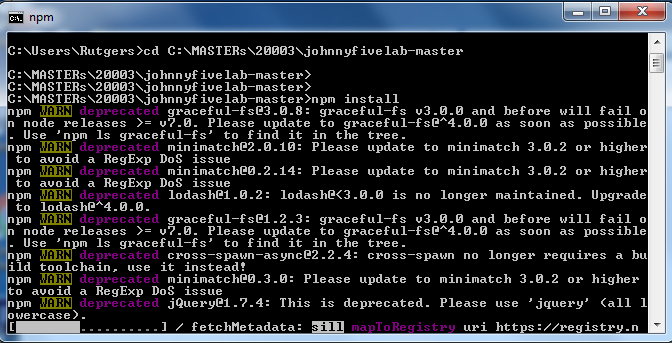 npm
C:\Users\Rutgers>cd C:\MASTERs\20003\johnnyfivelab-master
C:\MASTERs\20003\johnnyfivelab-master>
C:\MASTERs\20003\johnnyfivelab-master>
C:\MASTERs\20003\johnnyfivelab-master>npm install
npm WARN deprecated graceful-fs@3.0.8: graceful-fs v3.0.0 and before will fail o
n node releases >= v7.0. Please update to graceful-fs@^4.0.0 as soon as possible
. Use 'npm ls graceful-fs' to find it in the tree.
npm WARN deprecated minimatch@2.0.10: Please update to minimatch 3.0.2 or higher
to avoid a RegExp DoS issue
npm WARN deprecated minimatch@0.2.14: Please update to minimatch 3.0.2 or higher
to avoid a RegExp DoS issue
npm WARN deprecated lodash@1.0.2: lodash@<3.0.0 is no longer maintained. Upgrade
to lodash@^4.0.0.
npm WARN deprecated graceful-fs@1.2.3: graceful-fs v3.0.0 and before will fail o
n node releases >= v7.0. Please update to graceful-fs@^4.0.0 as soon as possible
. Use 'npm ls graceful-fs' to find it in the tree.
npm WARN deprecated cross-spawn-async@2.2.4: cross-spawn no longer requires a bu
ild toolchain, use it instead!
npm WARN deprecated minimatch@0.3.0: Please update to minimatch 3.0.2 or higher
to avoid a RegExp DoS issue
npm WARN deprecated jQuery@1.7.4: This is deprecated. Please use 'jquery' (all l
owercase).
[ ..........] / fetchMetadata: sill mapToRegistry uri https://registry.n